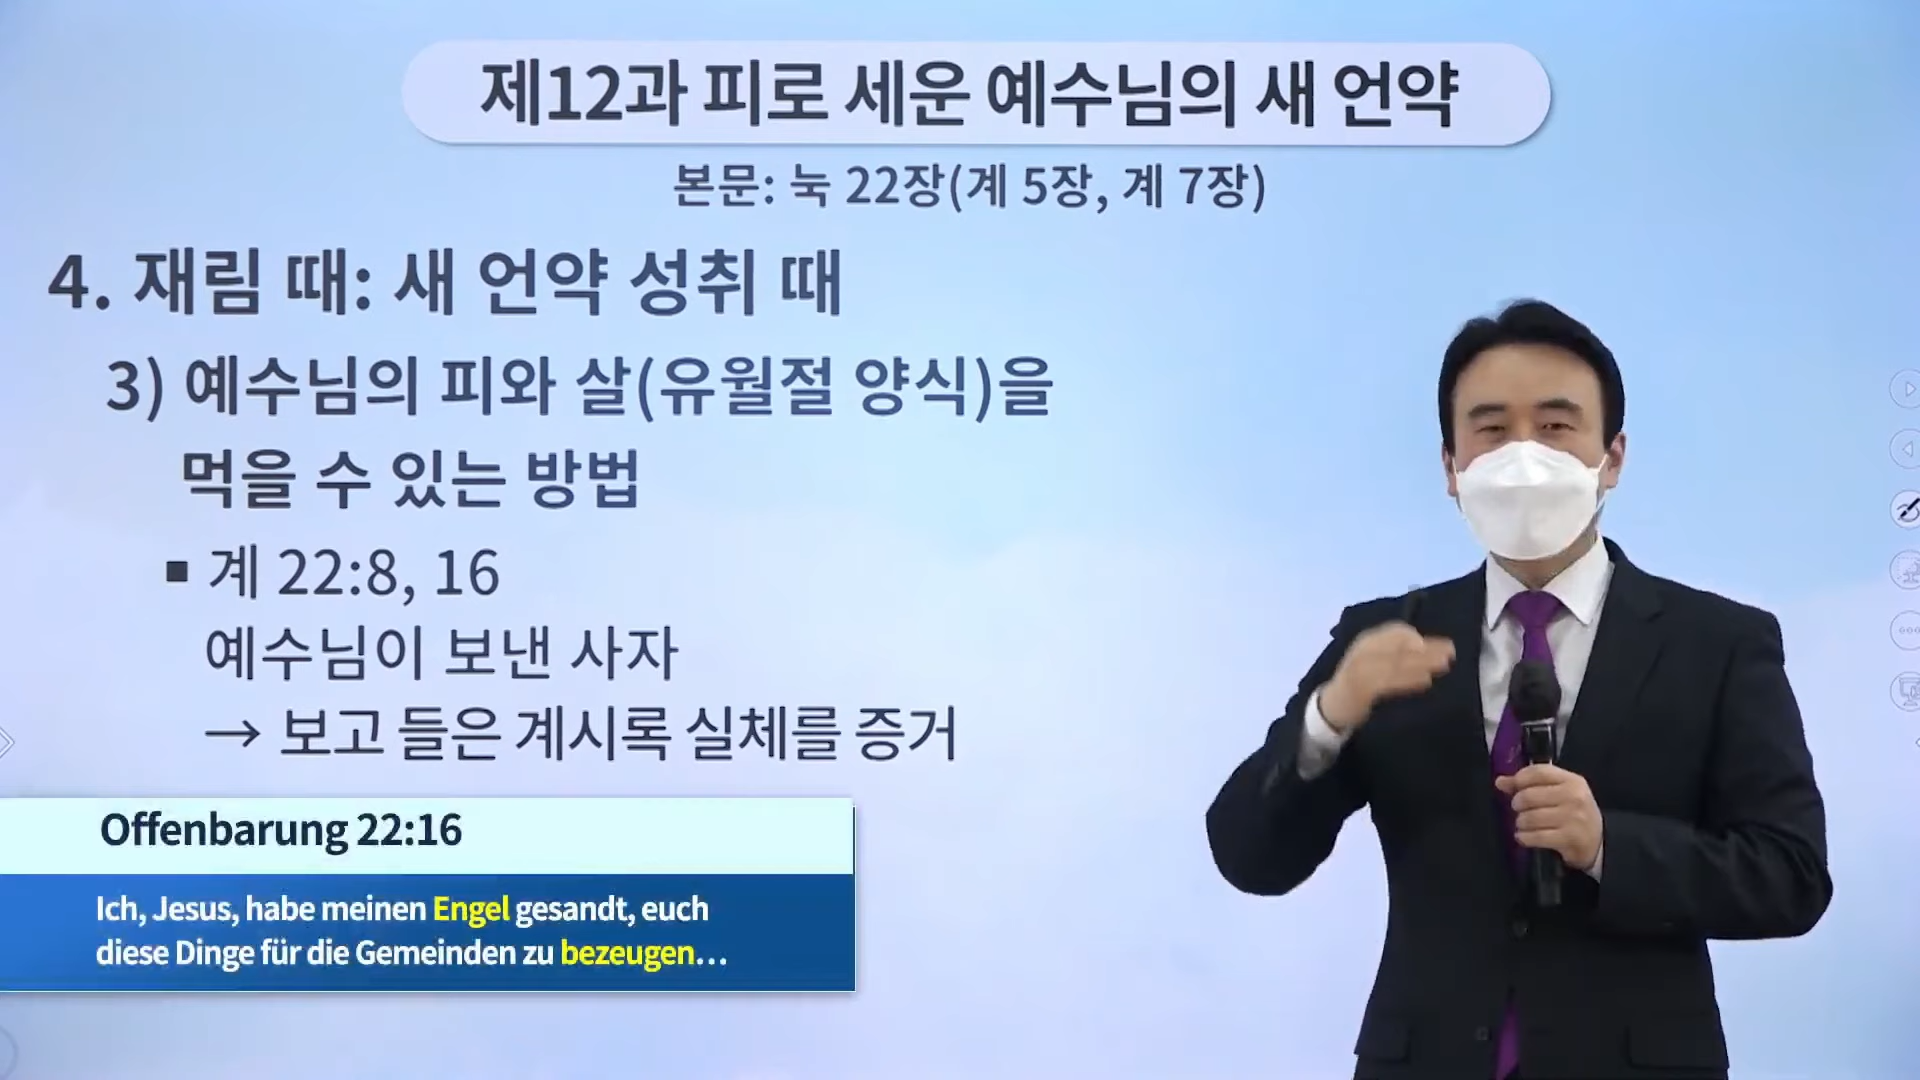 제12과 피로 세운 예수님의 새 언약
본문: 눅 22장(계 5장, 계 7장)
4. 재림 때: 새 언약 성취 때
3) 예수님의 피와 살(유월절 양식)을
먹을 수 있는 방법
▪ 계 22:8, 16
예수님이 보낸 사자
→ 보고 들은 계시록 실체를 증거
Offenbarung 22:16
Ich, Jesus, habe meinen Engel gesandt, euch
diese Dinge für die Gemeinden zu bezeugen…